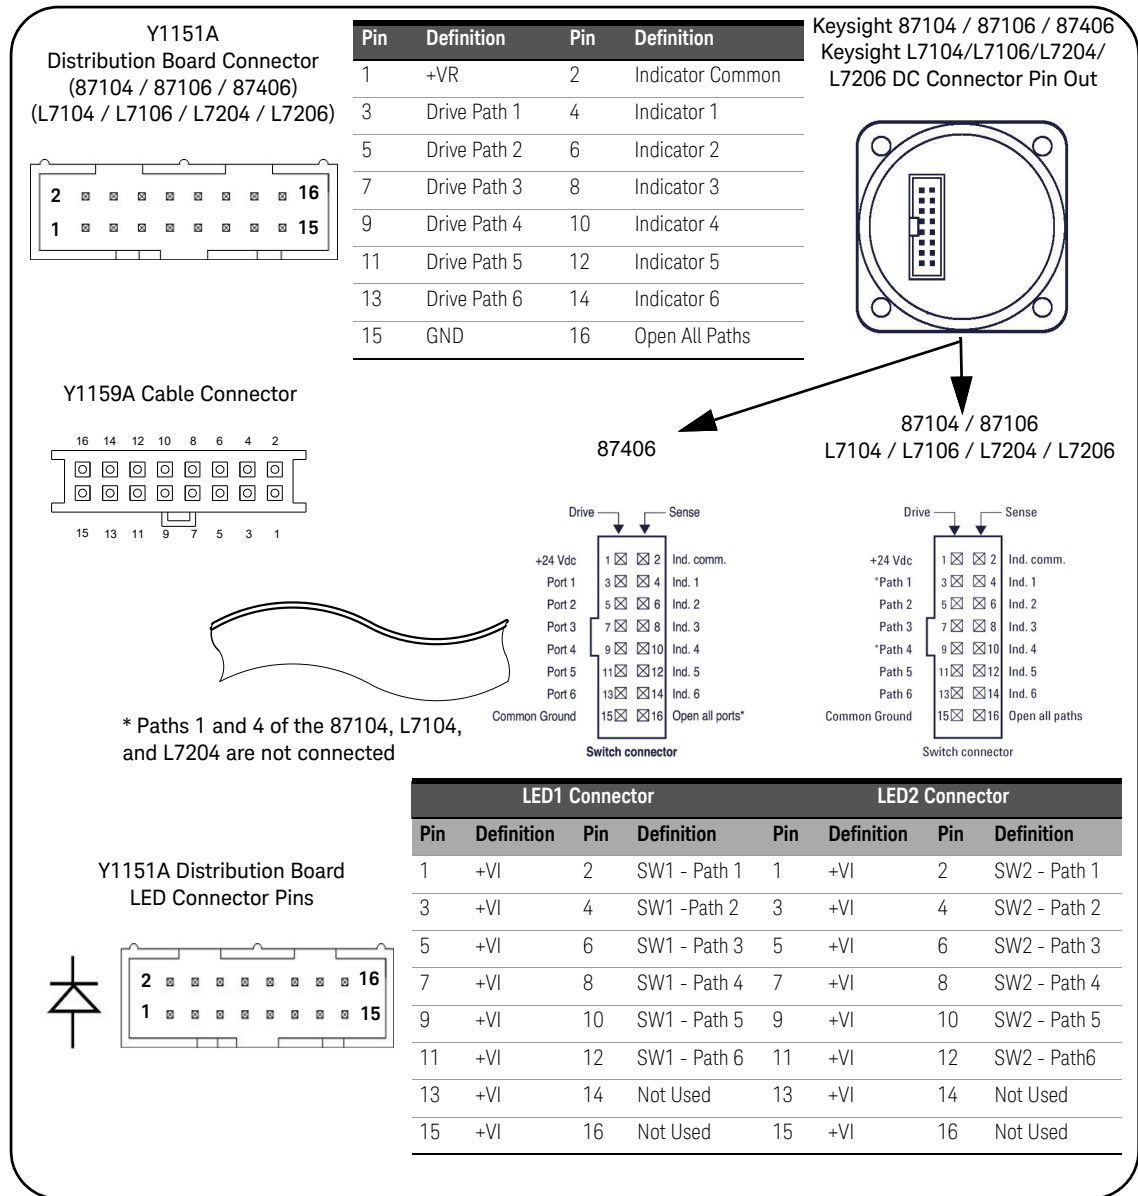 Y1151A
Distribution Board Connector
(87104 / 87106 / 87406)
(L7104 / L7106 / L7204 / L7206)
2 16
1 15
Pin Definition Pin Definition
1 +VR 2 Indicator Common
3 Drive Path 1 4 Indicator 1
5 Drive Path 2 6 Indicator 2
7 Drive Path 3 8 Indicator 3
9 Drive Path 4 10 Indicator 4
11 Drive Path 5 12 Indicator 5
13 Drive Path 6 14 Indicator 6
15 GND 16 Open All Paths
Keysight 87104 / 87106 / 87406
Keysight L7104/L7106/L7204/
L7206 DC Connector Pin Out
Y1159A Cable Connector
16 14 12 10 8 6 4 2
15 13 11 9 7 5 3 1
87406
Drive Sense
+24 Vdc 1 2 Ind. comm.
Port 1 3 4 Ind. 1
Port 2 5 6 Ind. 2
Port 3 7 8 Ind. 3
Port 4 9 10 Ind. 4
Port 5 11 12 Ind. 5
Port 6 13 14 Ind. 6
Common Ground 15 16 Open all ports*
Switch connector
87104 / 87106
L7104 / L7106 / L7204 / L7206
Drive Sense
+24 Vdc 1 2 Ind. comm.
*Path 1 3 4 Ind. 1
Path 2 5 6 Ind. 2
Path 3 7 8 Ind. 3
*Path 4 9 10 Ind. 4
Path 5 11 12 Ind. 5
Path 6 13 14 Ind. 6
Common Ground 15 16 Open all paths
Switch connector
* Paths 1 and 4 of the 87104, L7104,
and L7204 are not connected
Y1151A Distribution Board
LED Connector Pins
2 16
1 15
LED1 Connector LED2 Connector
Pin Definition Pin Definition Pin Definition Pin Definition
1 +VI 2 SW1 - Path 1 1 +VI 2 SW2 - Path 1
3 +VI 4 SW1 -Path 2 3 +VI 4 SW2 - Path 2
5 +VI 6 SW1 - Path 3 5 +VI 6 SW2 - Path 3
7 +VI 8 SW1 - Path 4 7 +VI 8 SW2 - Path 4
9 +VI 10 SW1 - Path 5 9 +VI 10 SW2 - Path 5
11 +VI 12 SW1 - Path 6 11 +VI 12 SW2 - Path6
13 +VI 14 Not Used 13 +VI 14 Not Used
15 +VI 16 Not Used 15 +VI 16 Not Used